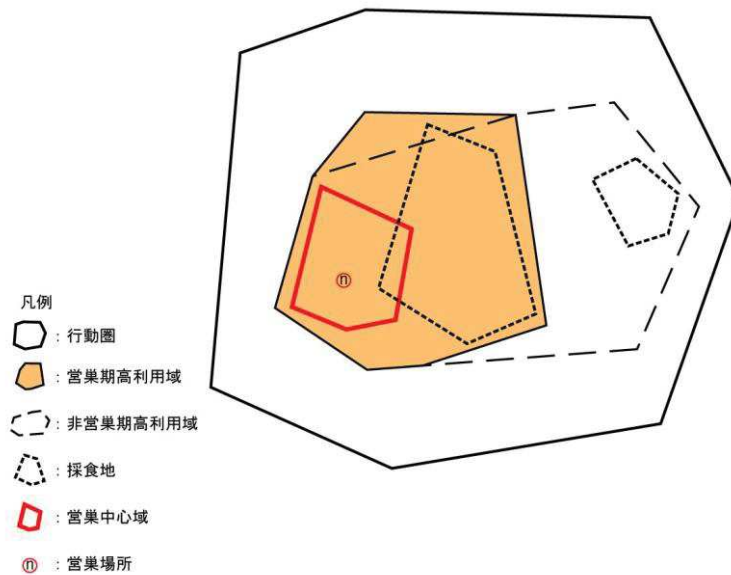 ⓝ
凡例
：行動圏
：営巣期高利用域
：非営巣期高利用域
：採食地
：営巣中心域
ⓝ ：営巣場所